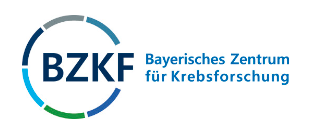 BZKF
Bayerisches Zentrum
für Krebsforschung